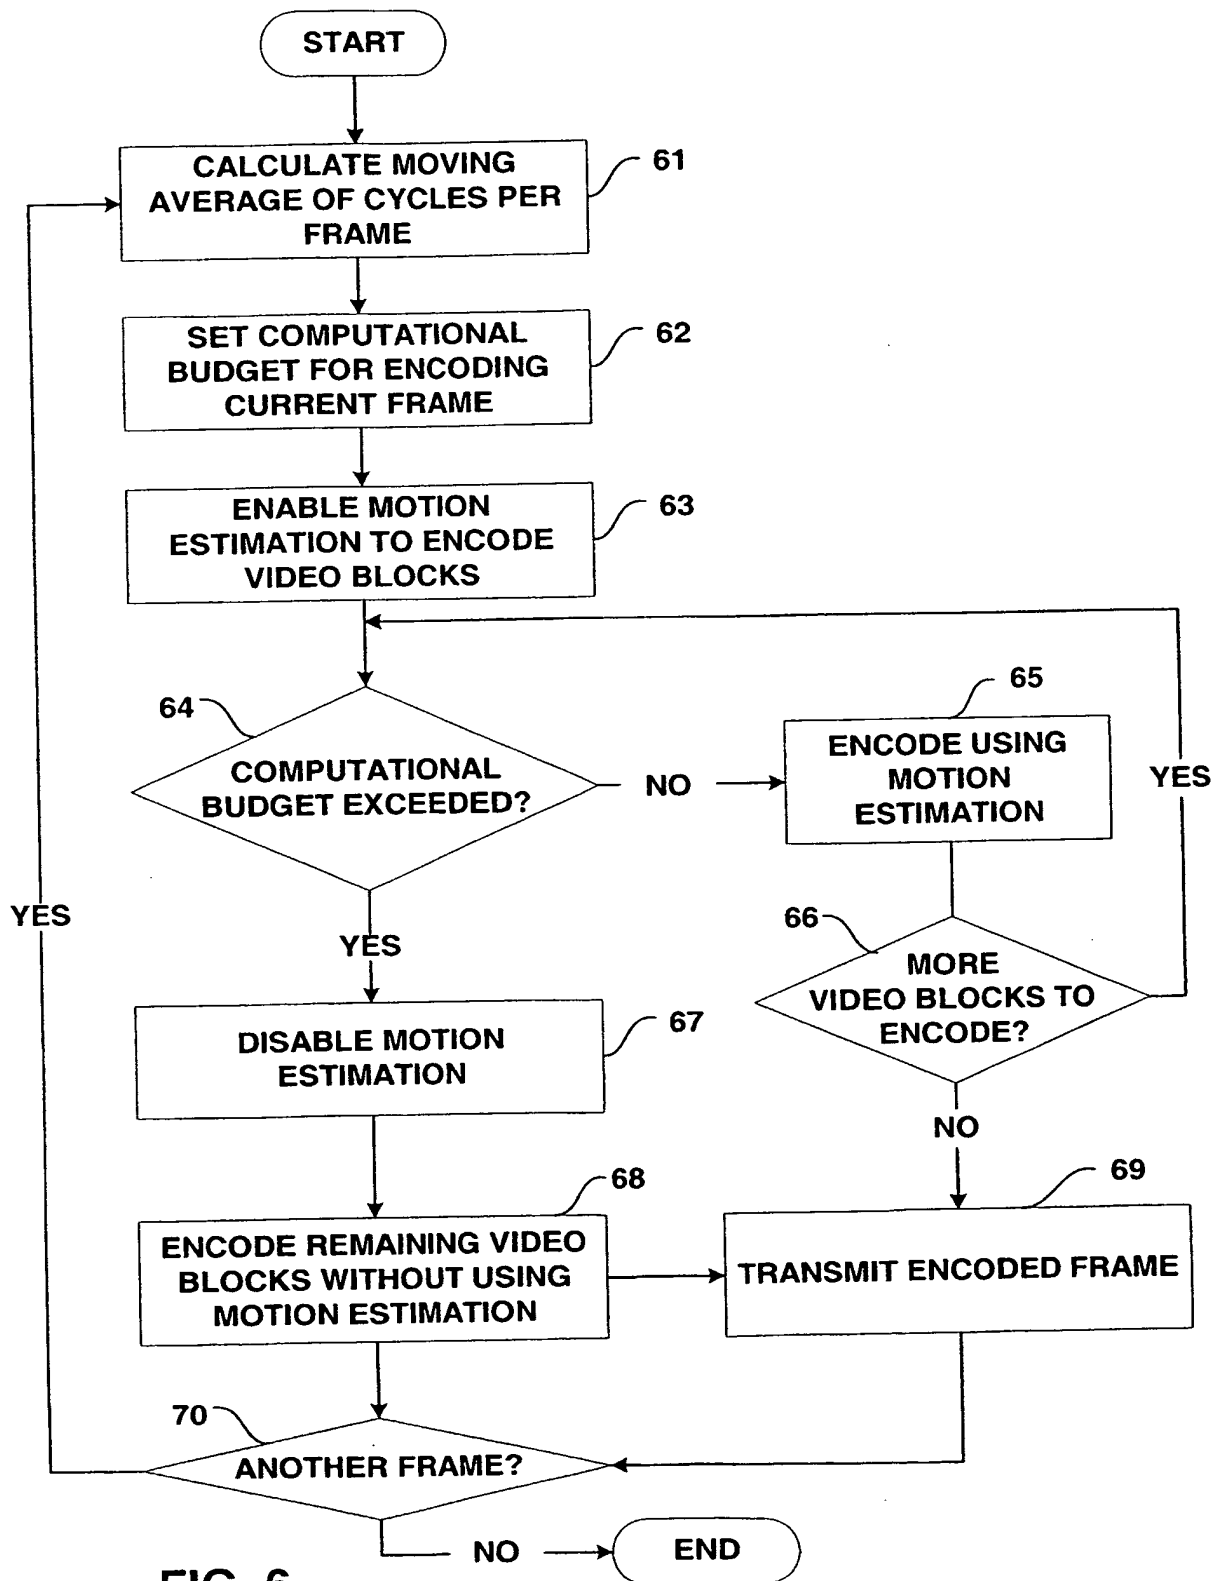 START
CALCULATE MOVING
AVERAGE OF CYCLES PER
FRAME
61
SET COMPUTATIONAL
BUDGET FOR ENCODING
CURRENT FRAME
62
ENABLE MOTION
ESTIMATION TO ENCODE
VIDEO BLOCKS
63
64
COMPUTATIONAL
BUDGET EXCEEDED?
NO
65
ENCODE USING
MOTION
ESTIMATION
YES
YES
YES
66
MORE
VIDEO BLOCKS TO
ENCODE?
DISABLE MOTION
ESTIMATION
67
NO
68
ENCODE REMAINING VIDEO
BLOCKS WITHOUT USING
MOTION ESTIMATION
69
TRANSMIT ENCODED FRAME
70
ANOTHER FRAME?
NO
END
FIG. 6